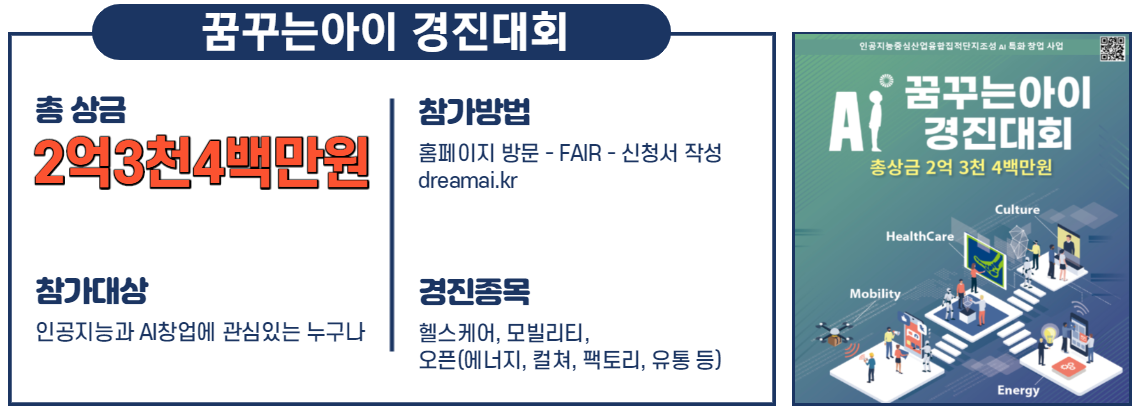 꿈꾸는아이 경진대회
총 상금
2억3천4백만원
참가대상
인공지능과 AI창업에 관심있는 누구나
참가방법
홈페이지 방문 - FAIR - 신청서 작성
dreamai.kr
경진종목
헬스케어, 모빌리티,
오픈(에너지, 컬쳐, 팩토리, 유통 등)
인공지능중심산업융합집적단지조성 AI 특화 창업 사업
Ai 꿈꾸는아이
경진대회
총상금 2억 3천 4백만원
Culture
HealthCare
Mobility
Energy